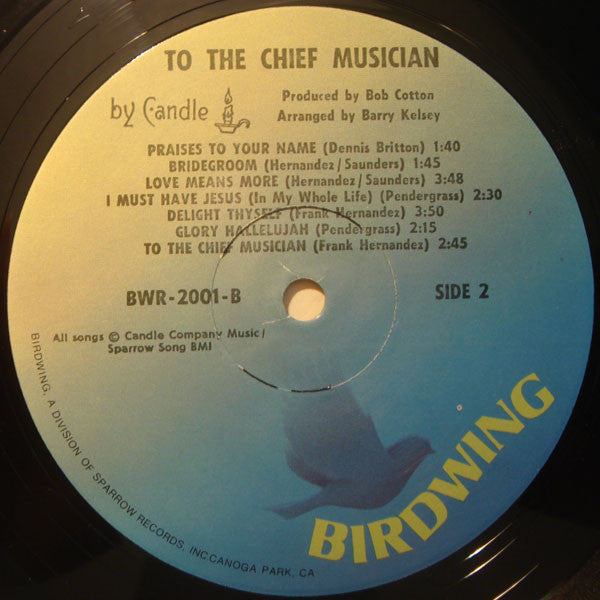 TO THE CHIEF MUSICIAN
by Candle
Produced by Bob Cotton
Arranged by Barry Kelsey
PRAISES TO YOUR NAME (Dennis Britton) 1:40
BRIDEGROOM (Hernandez/Saunders) 1:45
LOVE MEANS MORE (Hernandez/Saunders) 3:48
I MUST HAVE JESUS (In My Whole Life) (Pendergrass) 2:30
DELIGHT THYSELF (Frank Hernandez) 3:50
GLORY HALLELUJAH (Pendergrass) 2:15
TO THE CHIEF MUSICIAN (Frank Hernandez) 2:45
BWR-2001-B
SIDE 2
All songs © Candle Company Music/
Sparrow Song BMI
BIRDWING, A DIVISION OF SPARROW RECORDS, INCCANOGA PARK, CA
BIRDWING